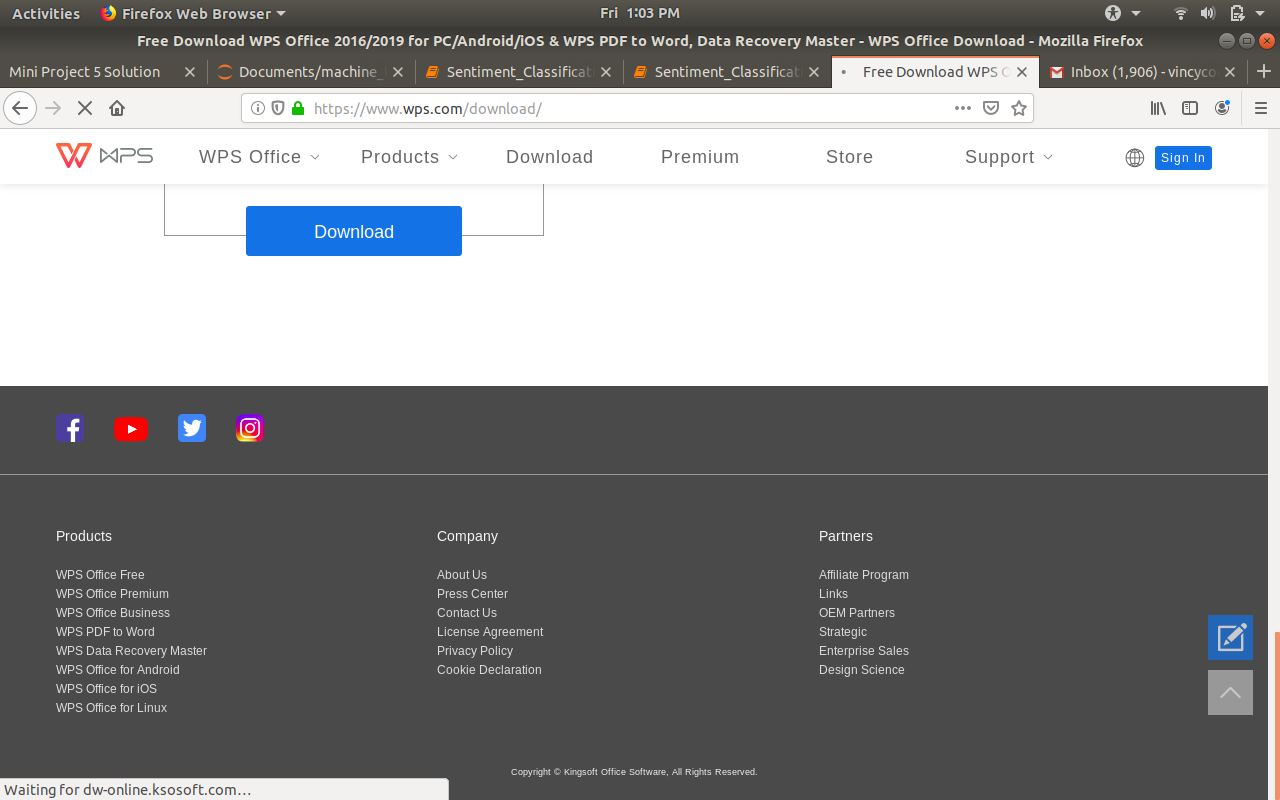 Activities Firefox Web Browser Fri 1:03 PM
Free Download WPS Office 2016/2019 for PC/Android/iOS & WPS PDF to Word, Data Recovery Master - WPS Office Download - Mozilla Firefox
Mini Project 5 Solution Documents/machine_ Sentiment_Classificat Sentiment_Classificat Free Download WPS O Inbox (1,906) - vincyco
https://www.wps.com/download/
WPS WPS Office Products Download Premium Store Support Sign In
Download
Products Company Partners
WPS Office Free About Us Affiliate Program
WPS Office Premium Press Center Links
WPS Office Business Contact Us OEM Partners
WPS PDF to Word License Agreement Strategic
WPS Data Recovery Master Privacy Policy Enterprise Sales
WPS Office for Android Cookie Declaration Design Science
WPS Office for iOS
WPS Office for Linux
Copyright © Kingsoft Office Software, All Rights Reserved.
Waiting for dw-online.ksosoft.com…